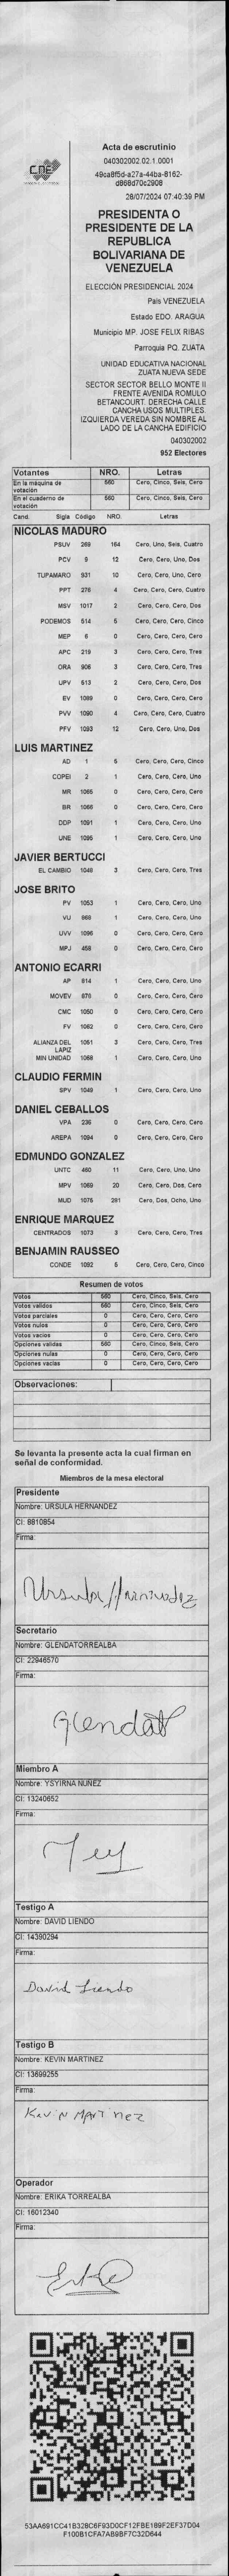 CNE
Acta de escrutinio
040302002.02.1.0001
49ca8f5d-a27a-44ba-8162-
d868d70c2908
28/07/2024 07:40:39 PM
PRESIDENTA O
PRESIDENTE DE LA
REPUBLICA
BOLIVARIANA DE
VENEZUELA
ELECCIÓN PRESIDENCIAL 2024
País VENEZUELA
Estado EDO. ARAGUA
Municipio MP. JOSE FELIX RIBAS
Parroquia PQ. ZUATA
UNIDAD EDUCATIVA NACIONAL
ZUATA NUEVA SEDE
SECTOR SECTOR BELLO MONTE II
FRENTE AVENIDA ROMULO
BETANCOURT. DERECHA CALLE
CANCHA USOS MULTIPLES.
IZQUIERDA VEREDA SIN NOMBRE AL
LADO DE LA CANCHA EDIFICIO
040302002
952 Electores
Votantes NRO. Letras
En la máquina de votación 560 Cero, Cinco, Seis, Cero
En el cuaderno de votación 560 Cero, Cinco, Seis, Cero
Cand. Sigla Código NRO. Letras
NICOLAS MADURO
PSUV 269 164 Cero, Uno, Seis, Cuatro
PCV 9 12 Cero, Cero, Uno, Dos
TUPAMARO 931 10 Cero, Cero, Uno, Cero
PPT 276 4 Cero, Cero, Cero, Cuatro
MSV 1017 2 Cero, Cero, Cero, Dos
PODEMOS 514 5 Cero, Cero, Cero, Cinco
MEP 6 0 Cero, Cero, Cero, Cero
APC 219 3 Cero, Cero, Cero, Tres
ORA 906 3 Cero, Cero, Cero, Tres
UPV 513 2 Cero, Cero, Cero, Dos
EV 1089 0 Cero, Cero, Cero, Cero
PVV 1090 4 Cero, Cero, Cero, Cuatro
PFV 1093 12 Cero, Cero, Uno, Dos
LUIS MARTINEZ
AD 1 5 Cero, Cero, Cero, Cinco
COPEI 2 1 Cero, Cero, Cero, Uno
MR 1065 0 Cero, Cero, Cero, Cero
BR 1066 0 Cero, Cero, Cero, Cero
DDP 1091 1 Cero, Cero, Cero, Uno
UNE 1095 1 Cero, Cero, Cero, Uno
JAVIER BERTUCCI
EL CAMBIO 1048 3 Cero, Cero, Cero, Tres
JOSE BRITO
PV 1053 1 Cero, Cero, Cero, Uno
VU 968 1 Cero, Cero, Cero, Uno
UVV 1096 0 Cero, Cero, Cero, Cero
MPJ 458 0 Cero, Cero, Cero, Cero
ANTONIO ECARRI
AP 914 1 Cero, Cero, Cero, Uno
MOVEV 970 0 Cero, Cero, Cero, Cero
CMC 1050 0 Cero, Cero, Cero, Cero
FV 1062 0 Cero, Cero, Cero, Cero
ALIANZA DEL LAPIZ 1051 3 Cero, Cero, Cero, Tres
MIN UNIDAD 1068 1 Cero, Cero, Cero, Uno
CLAUDIO FERMIN
SPV 1049 1 Cero, Cero, Cero, Uno
DANIEL CEBALLOS
VPA 236 0 Cero, Cero, Cero, Cero
AREPA 1094 0 Cero, Cero, Cero, Cero
EDMUNDO GONZALEZ
UNTC 460 11 Cero, Cero, Uno, Uno
MPV 1069 20 Cero, Cero, Dos, Cero
MUD 1075 281 Cero, Dos, Ocho, Uno
ENRIQUE MARQUEZ
CENTRADOS 1073 3 Cero, Cero, Cero, Tres
BENJAMIN RAUSSEO
CONDE 1092 5 Cero, Cero, Cero, Cinco
Resumen de votos
Votos 560 Cero, Cinco, Seis, Cero
Votos validos 560 Cero, Cinco, Seis, Cero
Votos parciales 0 Cero, Cero, Cero, Cero
Votos nulos 0 Cero, Cero, Cero, Cero
Votos vacíos 0 Cero, Cero, Cero, Cero
Opciones validas 560 Cero, Cinco, Seis, Cero
Opciones nulas 0 Cero, Cero, Cero, Cero
Opciones vacias 0 Cero, Cero, Cero, Cero
Observaciones:
Se levanta la presente acta la cual firman en
señal de conformidad.
Miembros de la mesa electoral
Presidente
Nombre: URSULA HERNANDEZ
CI: 8810854
Firma:
Ursula Hernandez
Secretario
Nombre: GLENDATORREALBA
CI: 22946570
Firma:
Glendat
Miembro A
Nombre: YSYIRNA NUÑEZ
CI: 13240652
Firma:
Testigo A
Nombre: DAVID LIENDO
CI: 14390294
Firma:
David Liendo
Testigo B
Nombre: KEVIN MARTINEZ
CI: 13699255
Firma:
Kevin Martinez
Operador
Nombre: ERIKA TORREALBA
CI: 16012340
Firma:
53AA691CC41B328C6F93D0CF12FBE189F2EF37D04
F100B1CFA7AB9BF7C32D644